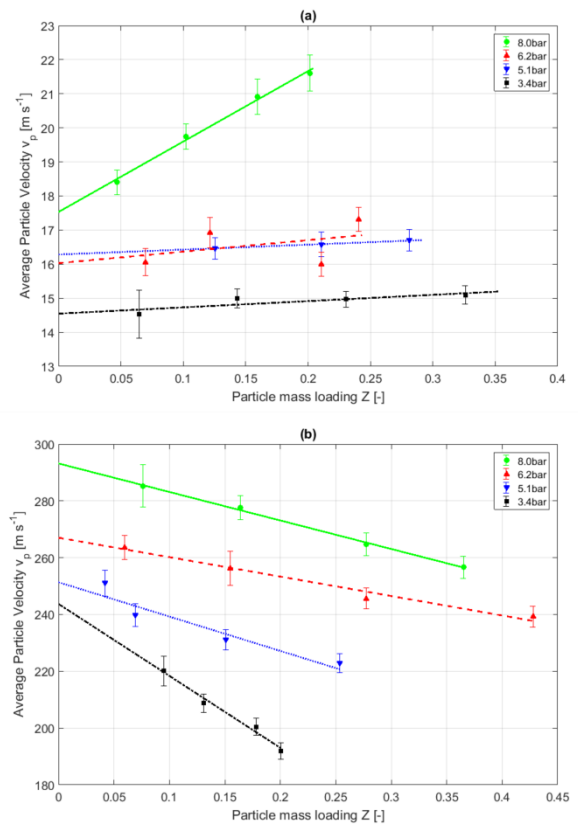 (a)
23
22
21
20
19
18
17
16
15
14
13
Average Particle Velocity v_p [m s⁻¹]
8.0bar
6.2bar
5.1bar
3.4bar
0 0.05 0.1 0.15 0.2 0.25 0.3 0.35 0.4
Particle mass loading Z [-]
(b)
300
280
260
240
220
200
180
Average Particle Velocity v_p [m s⁻¹]
8.0bar
6.2bar
5.1bar
3.4bar
0 0.05 0.1 0.15 0.2 0.25 0.3 0.35 0.4 0.45
Particle mass loading Z [-]